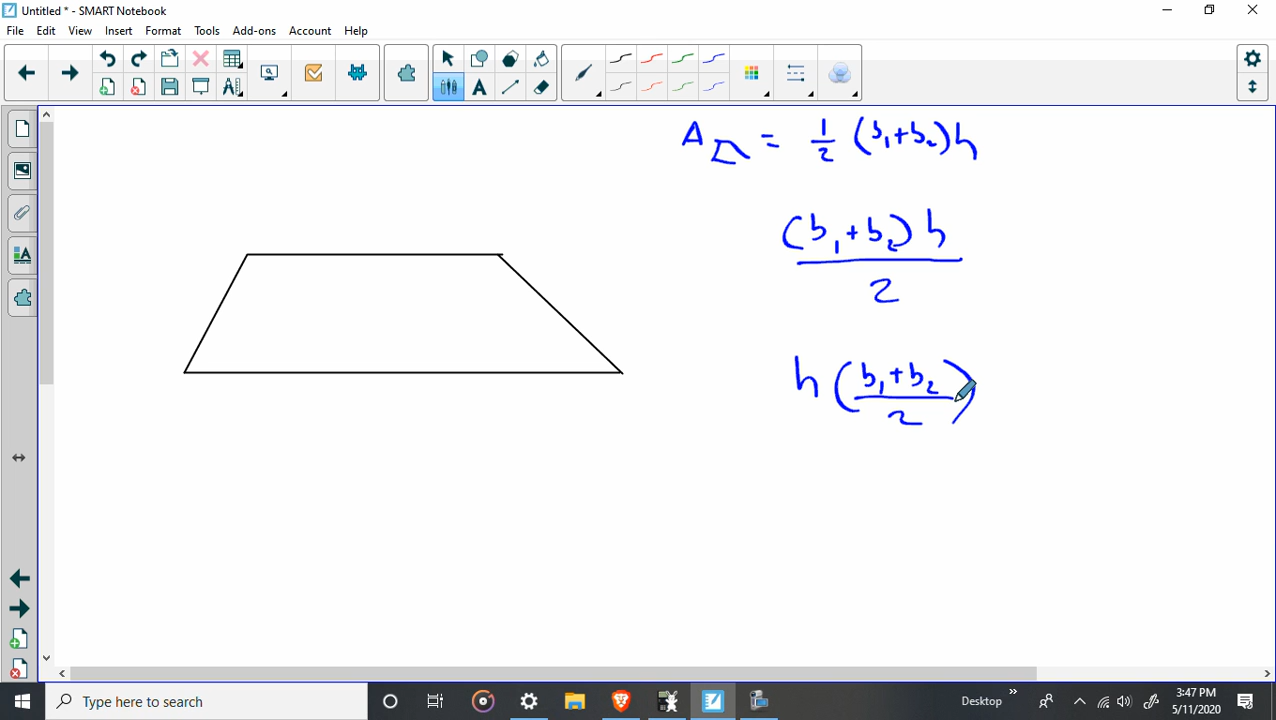 Untitled * - SMART Notebook
File Edit View Insert Format Tools Add-ons Account Help
A = 1/2 (b₁+b₂)h
(b₁+b₂)h
2
h(b₁+b₂)
2
Type here to search
Desktop
3:47 PM
5/11/2020